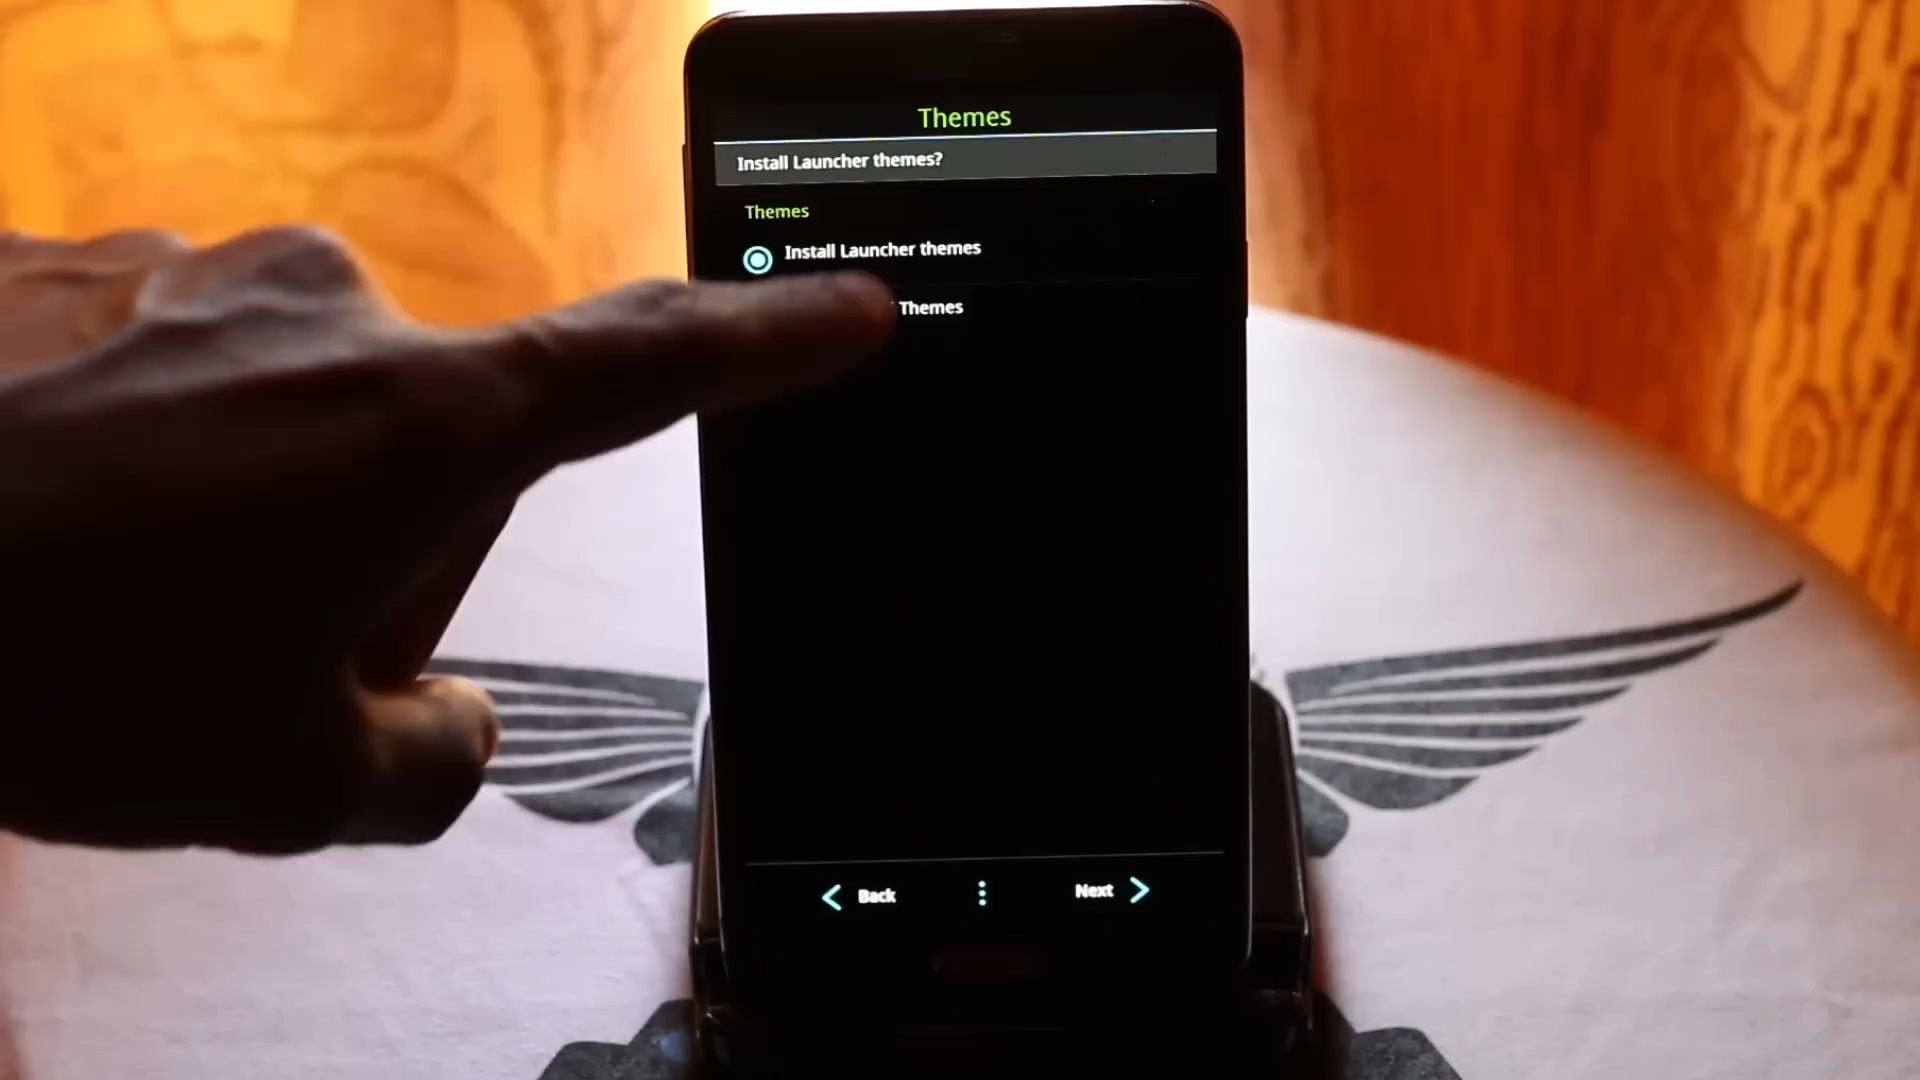 Themes
Install Launcher themes?
Themes
Install Launcher themes
Themes
Back
Next